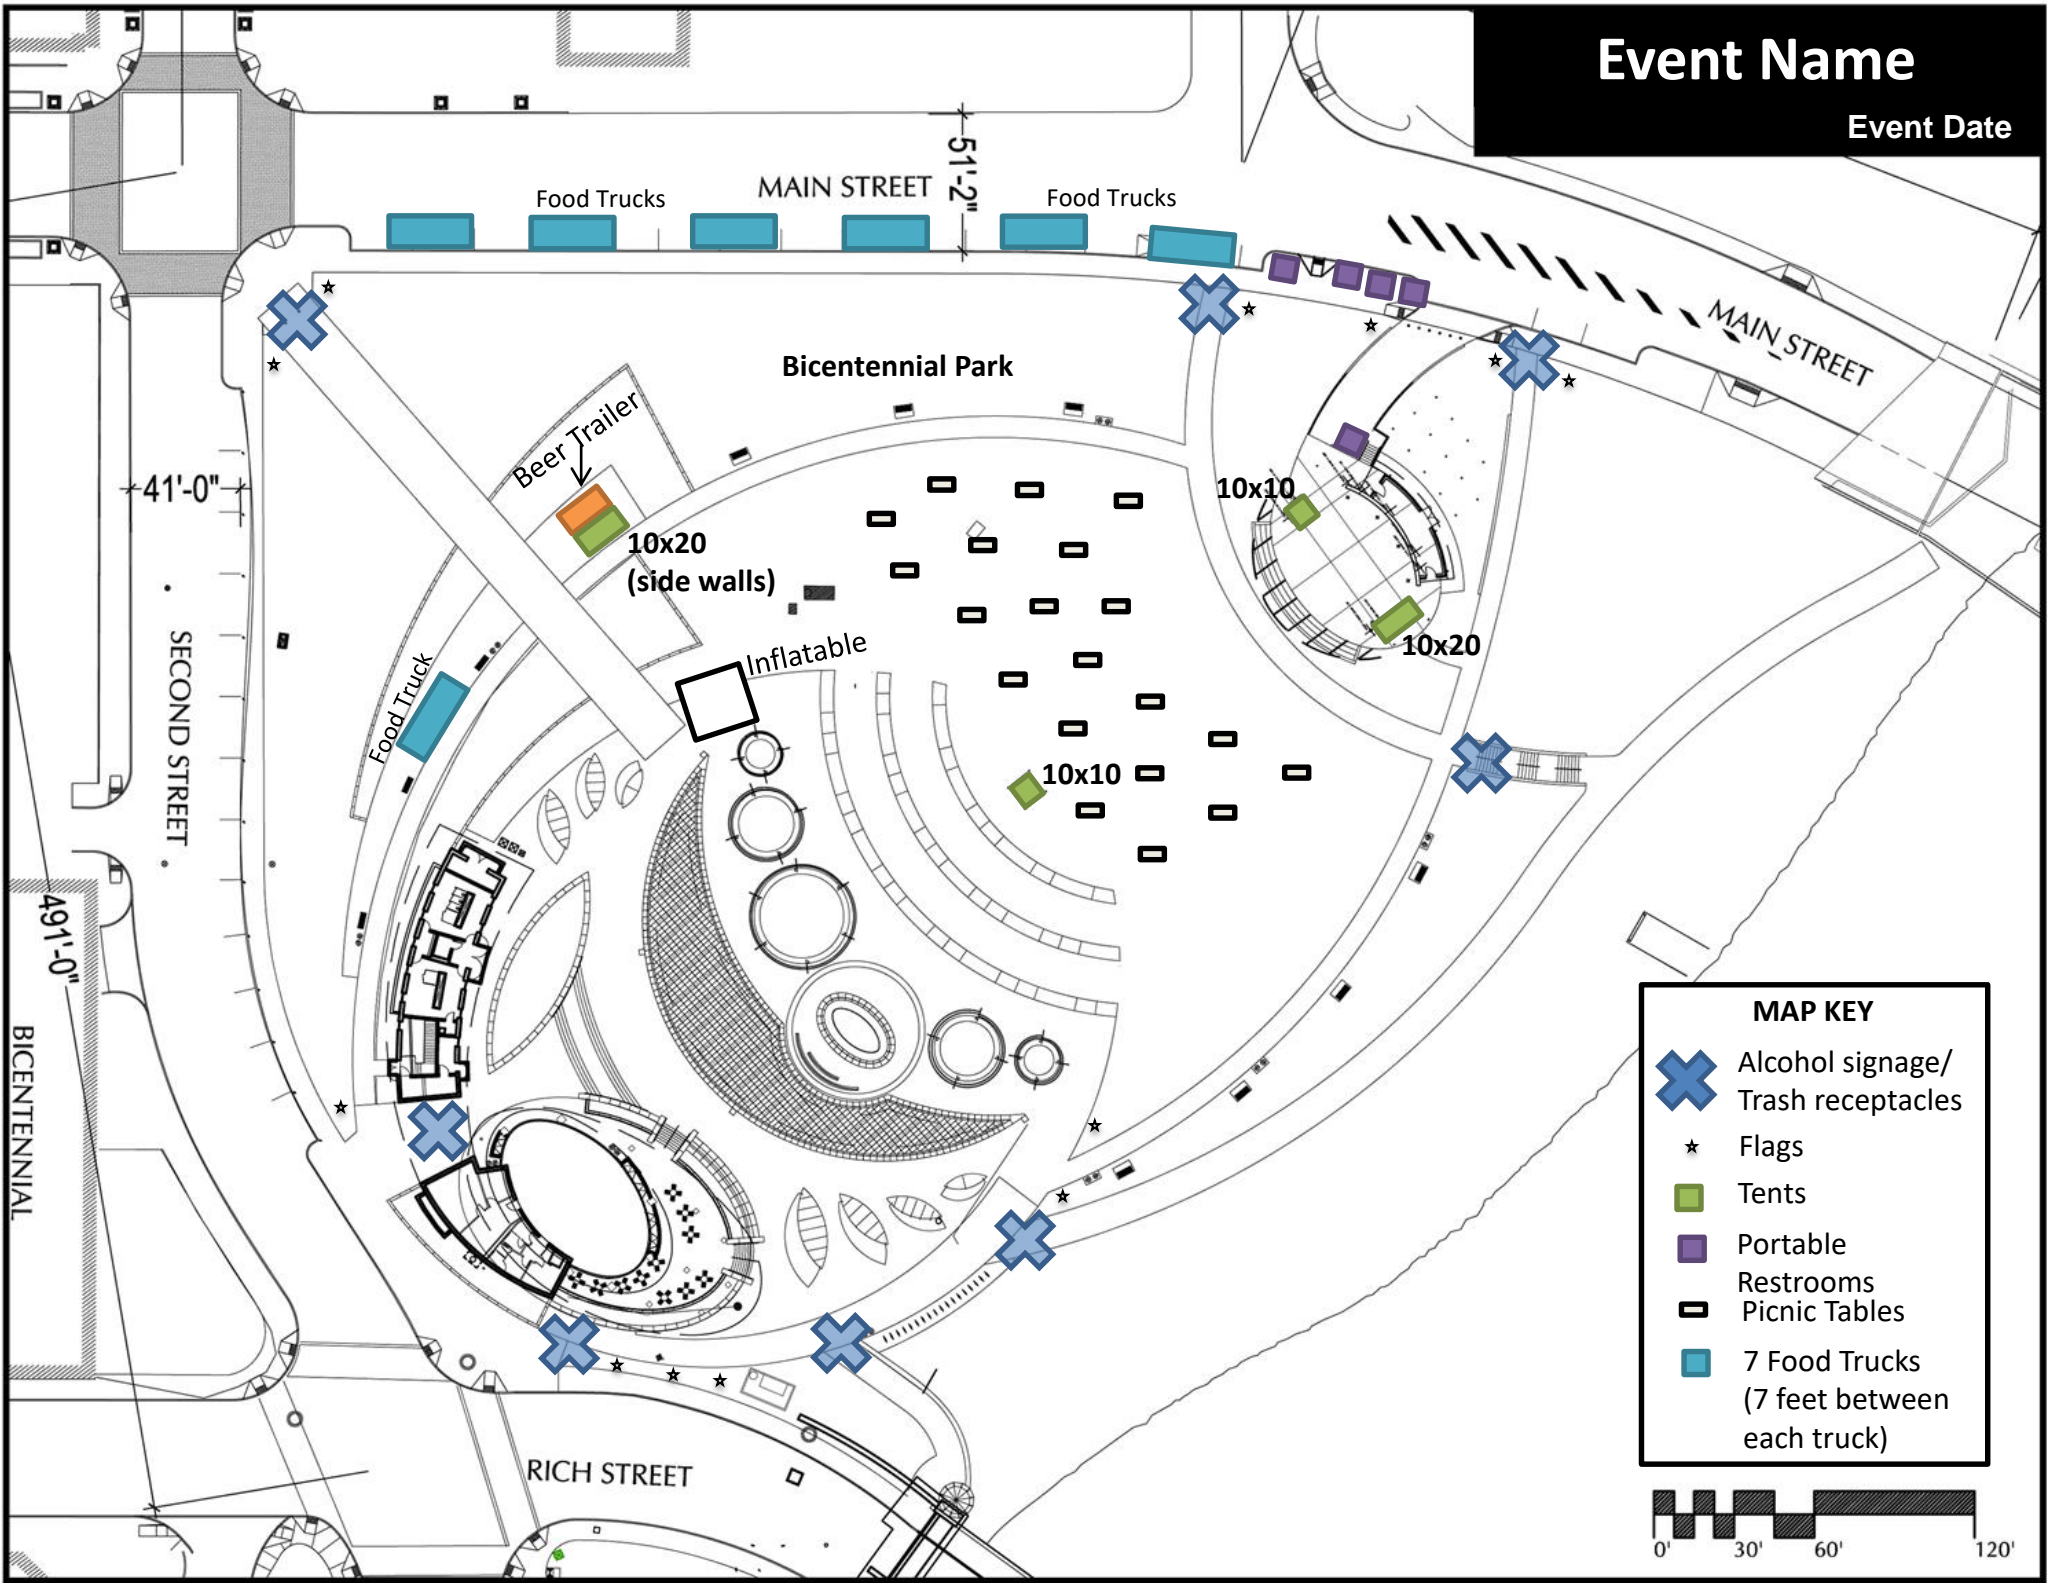 Event Name
Event Date
51'-2"
MAIN STREET
Food Trucks
Food Trucks
MAIN STREET
Bicentennial Park
Beer Trailer
41'-0"
10x10
10x20
(side walls)
SECOND STREET
Inflatable
10x20
Food Truck
10x10
491'-0"
BICENTENNIAL
MAP KEY
Alcohol signage/
Trash receptacles
Flags
Tents
Portable
Restrooms
Picnic Tables
7 Food Trucks
(7 feet between
each truck)
RICH STREET
0' 30' 60' 120'